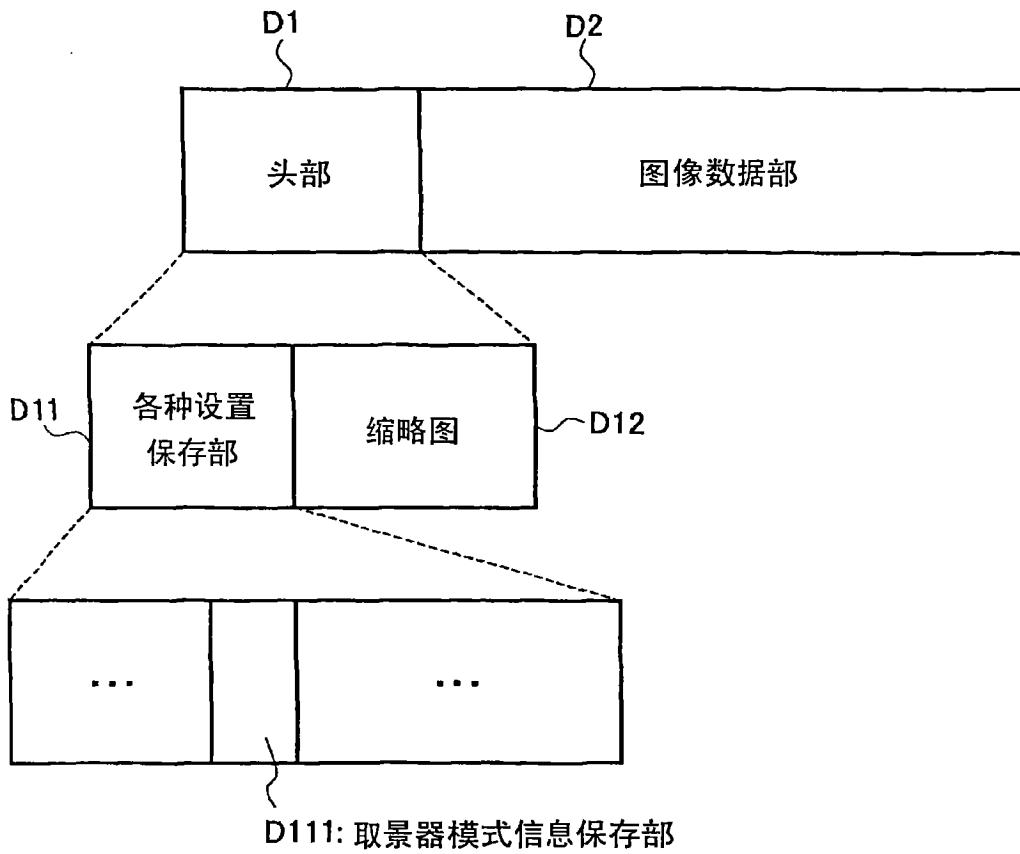 D1
D2
头部
图像数据部
D11
各种设置
保存部
缩略图
D12
...
...
D111: 取景器模式信息保存部